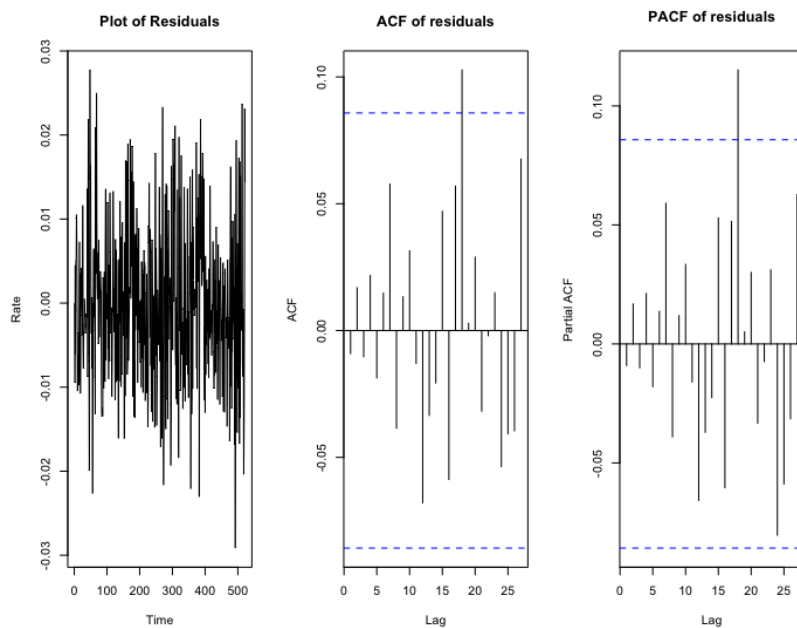 Plot of Residuals
Rate
0.03
0.02
0.01
0.00
-0.01
-0.02
-0.03
0 100 200 300 400 500
Time
ACF of residuals
ACF
0.10
0.05
0.00
-0.05
0 5 10 15 20 25
Lag
PACF of residuals
Partial ACF
0.10
0.05
0.00
-0.05
0 5 10 15 20 25
Lag